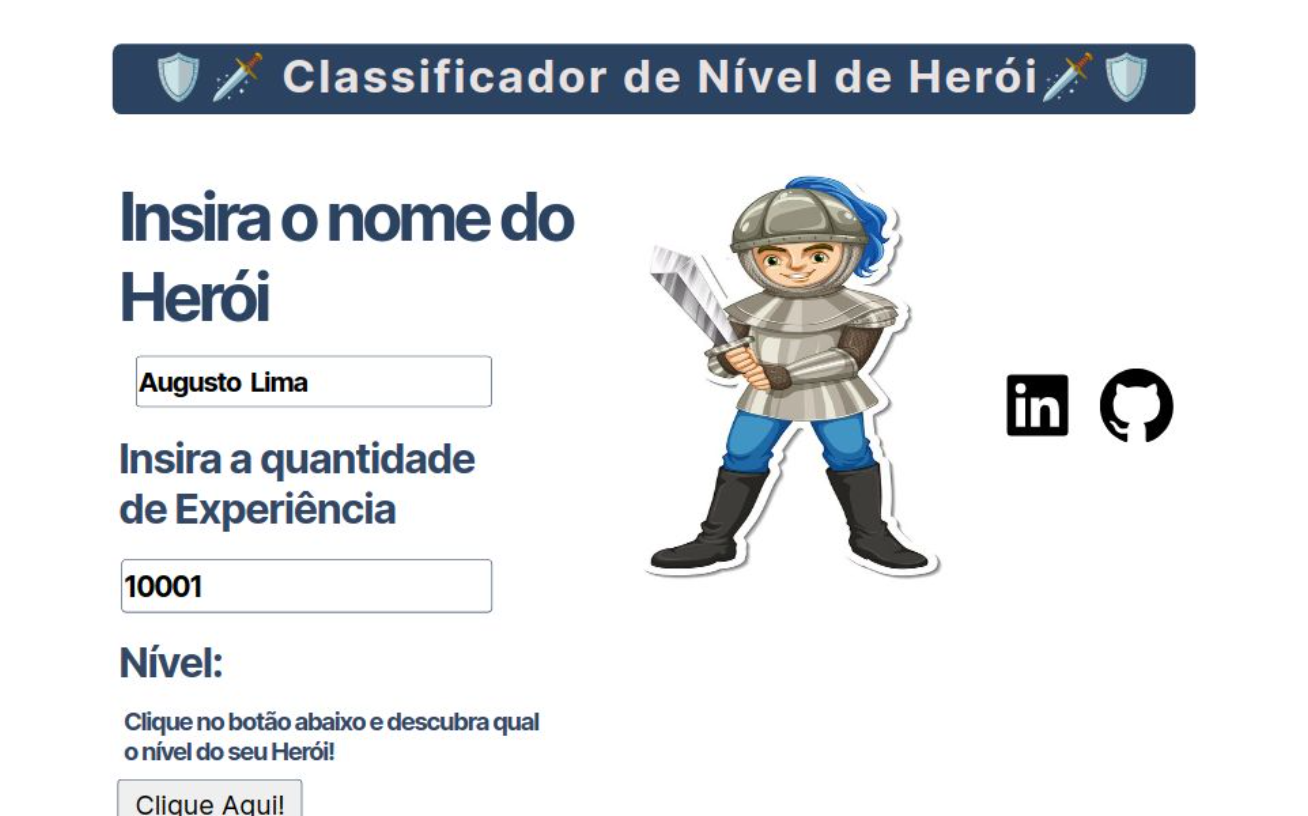 Classificador de Nível de Herói
Insira o nome do
Herói
Augusto Lima
Insira a quantidade
de Experiência
10001
Nível:
Clique no botão abaixo e descubra qual
o nível do seu Herói!
Clique Aqui!
in